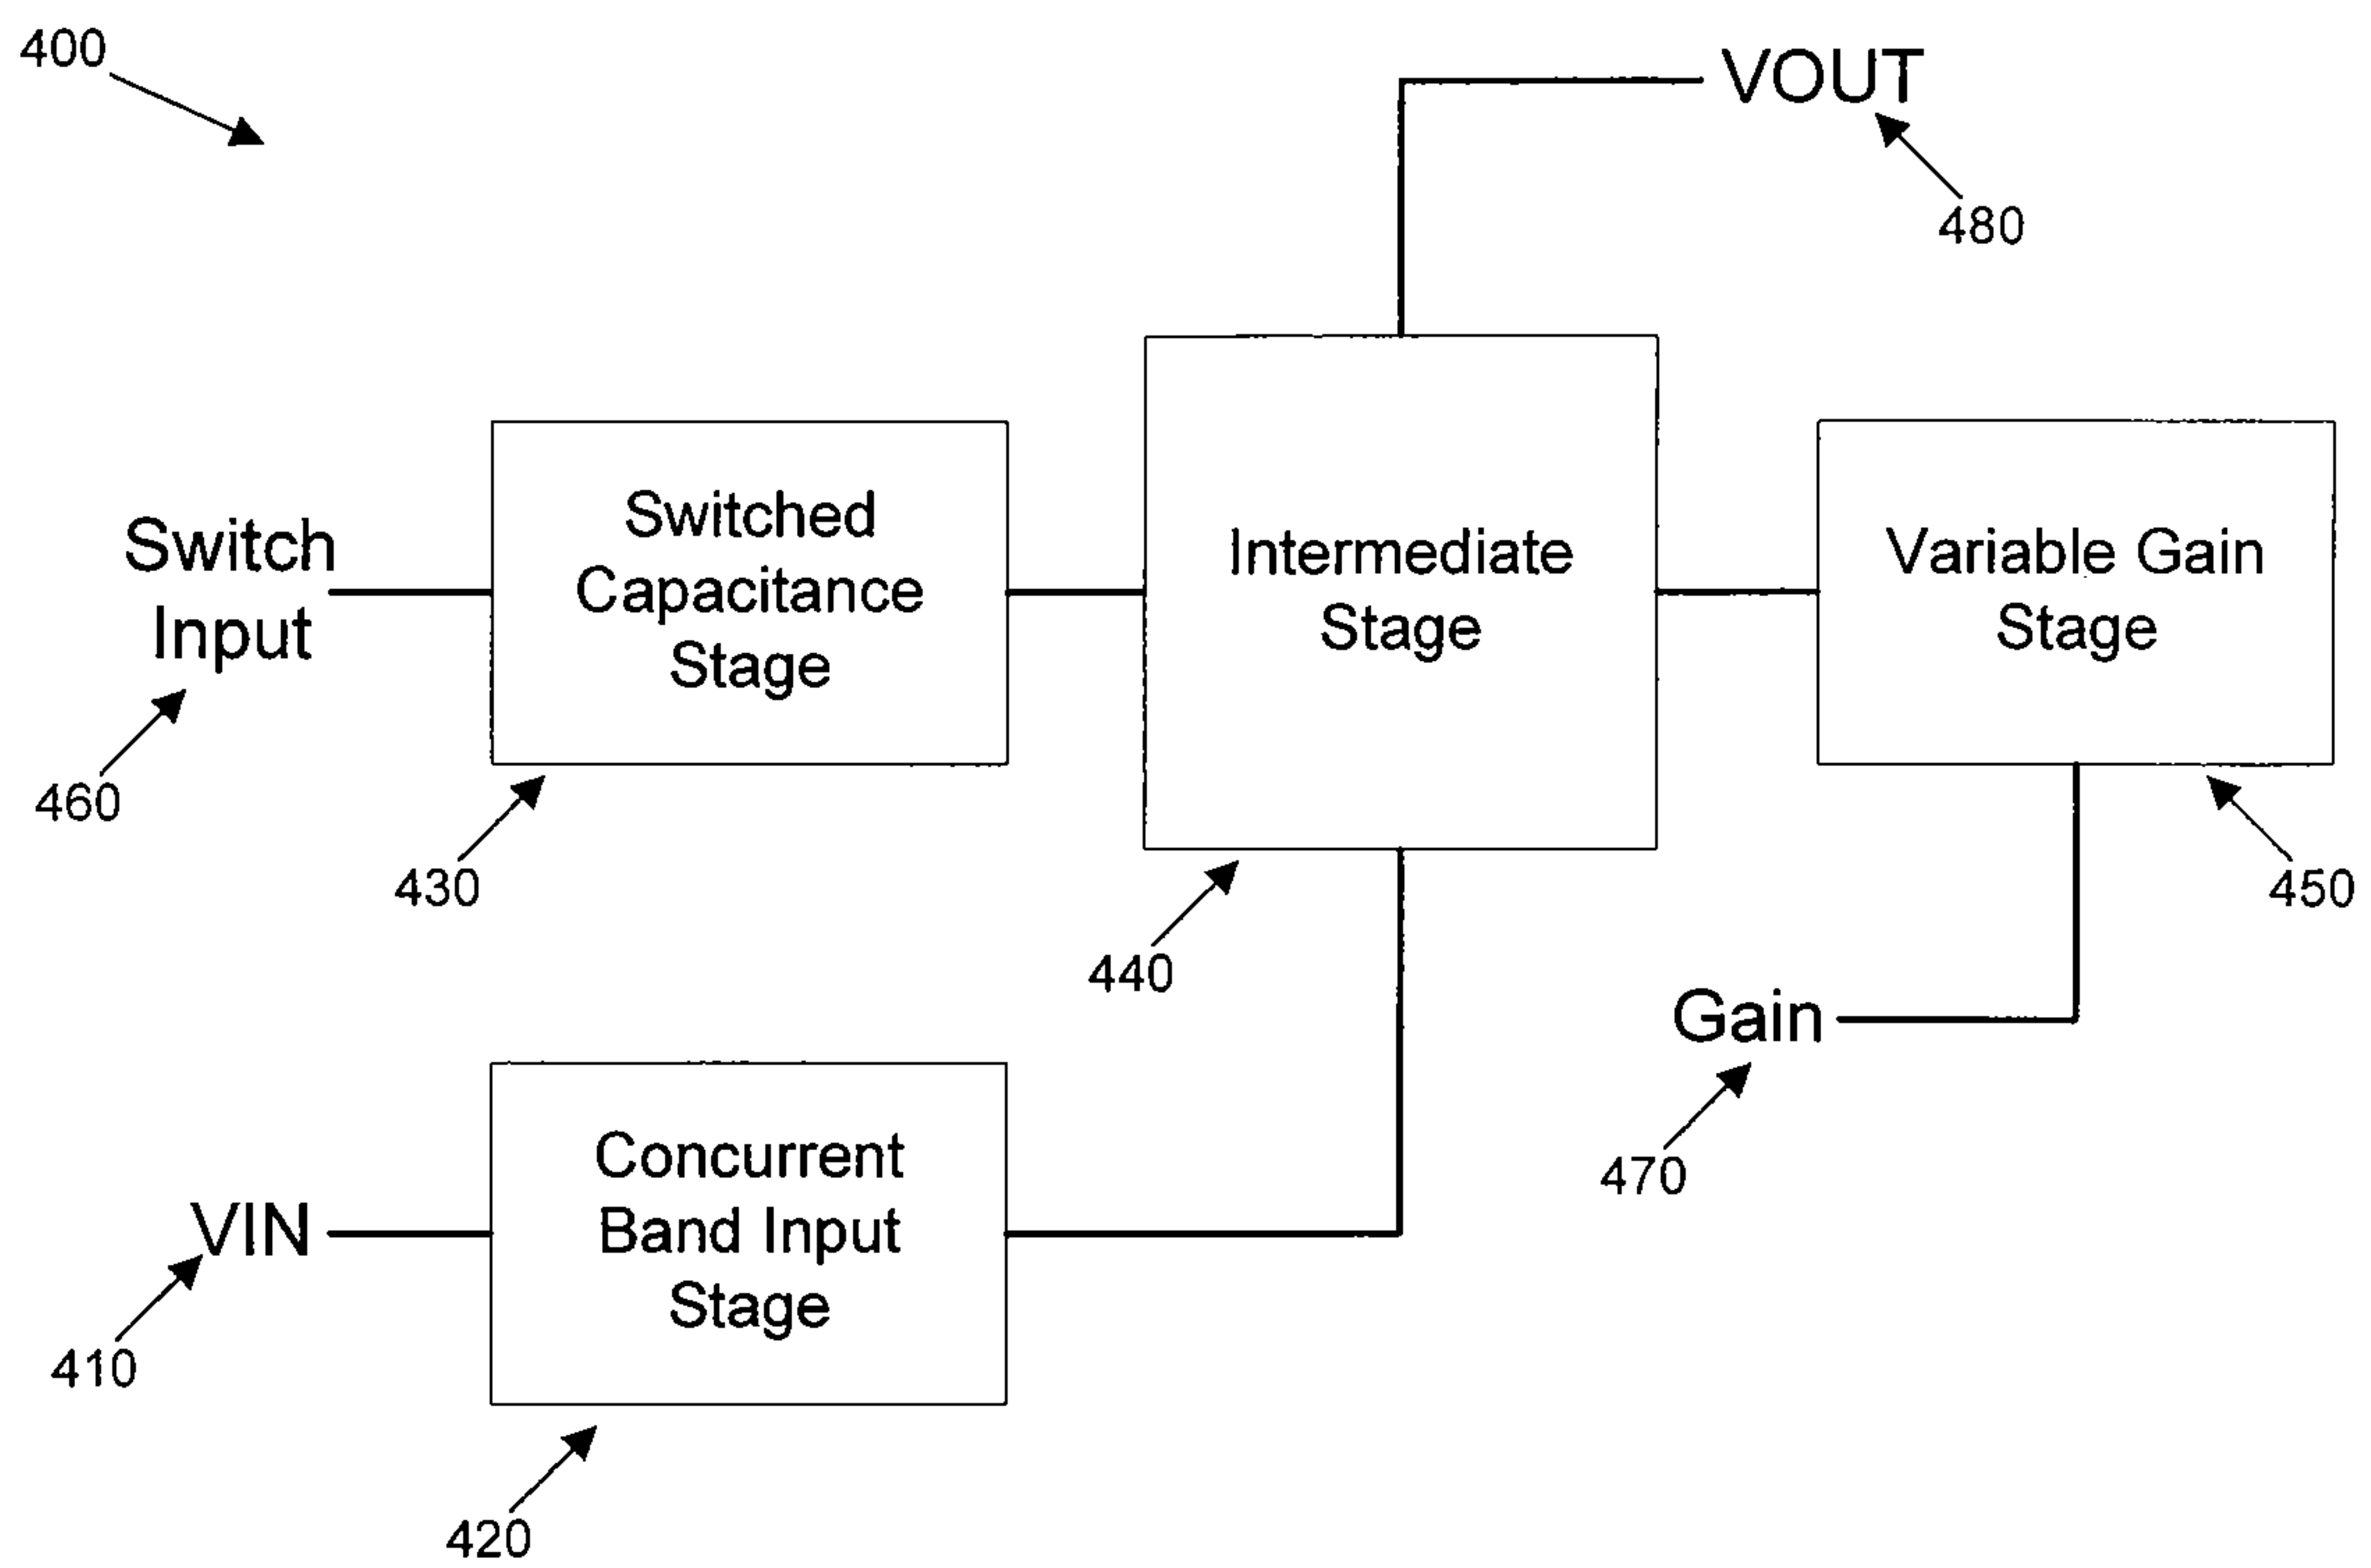 400
VOUT
480
Switch
Input
460
Switched
Capacitance
Stage
430
Intermediate
Stage
440
Variable Gain
Stage
450
Gain
470
VIN
410
Concurrent
Band Input
Stage
420